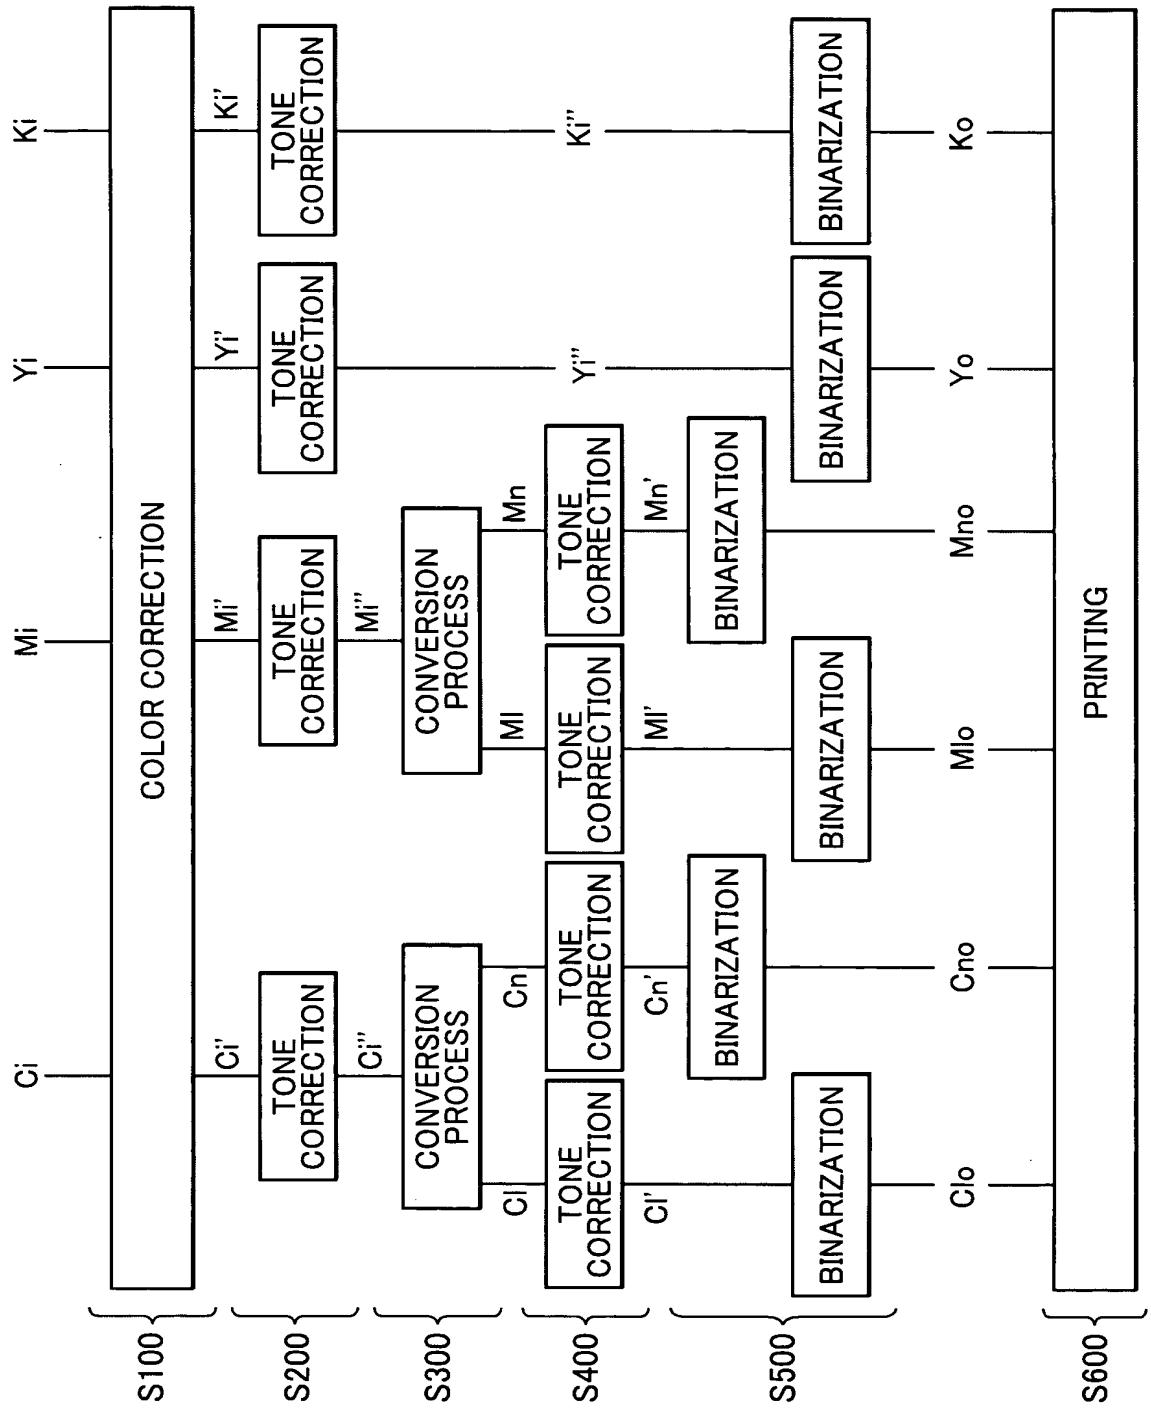 Ci
Mi
Yi
Ki
S100
COLOR CORRECTION
Ci'
Mi'
Yi'
Ki'
S200
TONE
CORRECTION
TONE
CORRECTION
TONE
CORRECTION
TONE
CORRECTION
Ci''
Mi''
S300
CONVERSION
PROCESS
CONVERSION
PROCESS
Cl
Cn
Ml
Mn
S400
TONE
CORRECTION
TONE
CORRECTION
TONE
CORRECTION
TONE
CORRECTION
Yi''
Ki''
Cl'
Cn'
Ml'
Mn'
S500
BINARIZATION
BINARIZATION
BINARIZATION
BINARIZATION
BINARIZATION
BINARIZATION
Clo
Cno
Mlo
Mno
Yo
Ko
S600
PRINTING